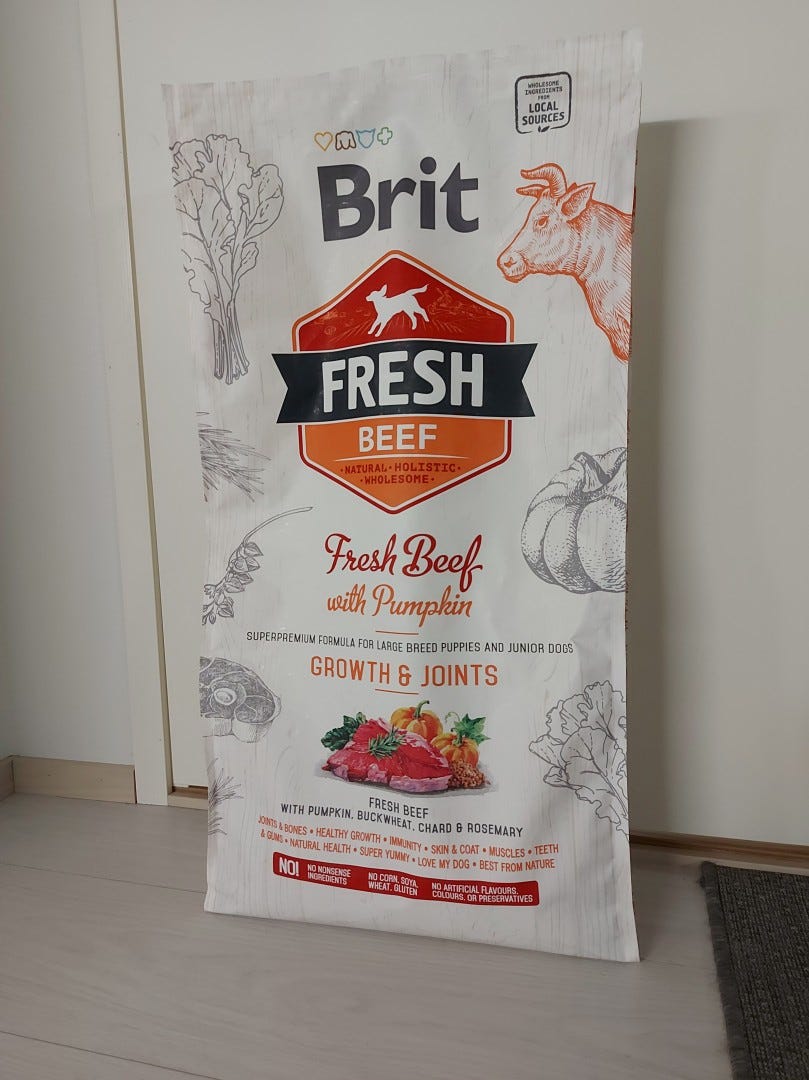 WHOLESOME
INGREDIENTS
FROM
LOCAL
SOURCES
Brit
FRESH
BEEF
•NATURAL•HOLISTIC•
•WHOLESOME•
Fresh Beef
with Pumpkin
SUPERPREMIUM FORMULA FOR LARGE BREED PUPPIES AND JUNIOR DOGS
GROWTH & JOINTS
FRESH BEEF
WITH PUMPKIN, BUCKWHEAT, CHARD & ROSEMARY
JOINTS & BONES • HEALTHY GROWTH • IMMUNITY • SKIN & COAT • MUSCLES • TEETH
& GUMS • NATURAL HEALTH • SUPER YUMMY • LOVE MY DOG • BEST FROM NATURE
NO! NO NONSENSE INGREDIENTS
NO CORN, SOYA, WHEAT, GLUTEN
NO ARTIFICIAL FLAVOURS, COLOURS, OR PRESERVATIVES